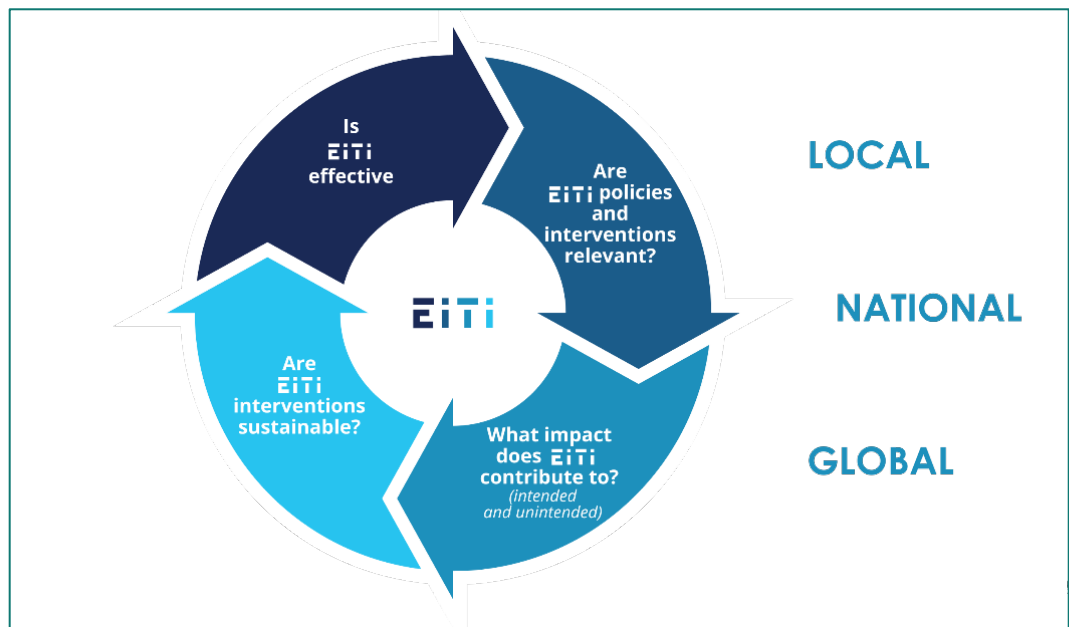 Is
EiTi
effective
Are
EiTi policies
and
interventions
relevant?
What impact
does EiTi
contribute to?
(intended
and unintended)
Are
EiTi
interventions
sustainable?
EiTi
LOCAL
NATIONAL
GLOBAL